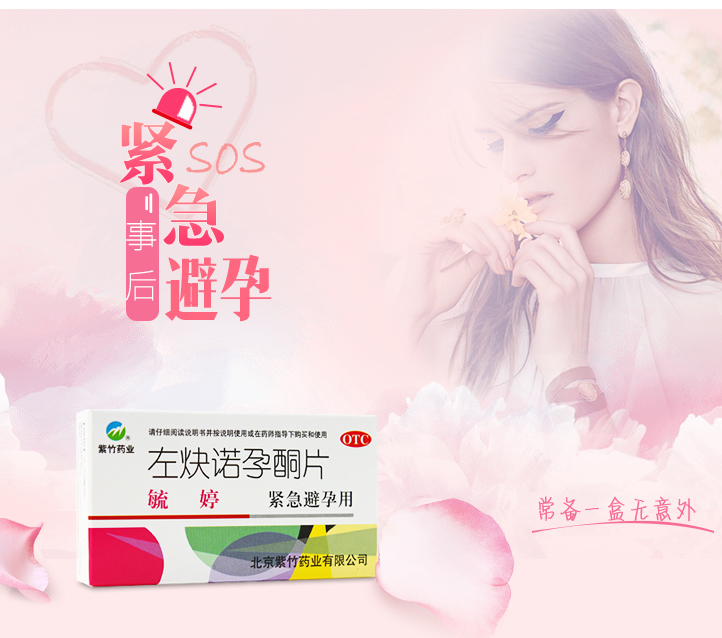 SOS
紧急避孕
事后
紫竹药业
请仔细阅读说明书并按说明使用或在药师指导下购买和使用
OTC
左炔诺孕酮片
毓婷 紧急避孕用
北京紫竹药业有限公司
常备一盒无意外